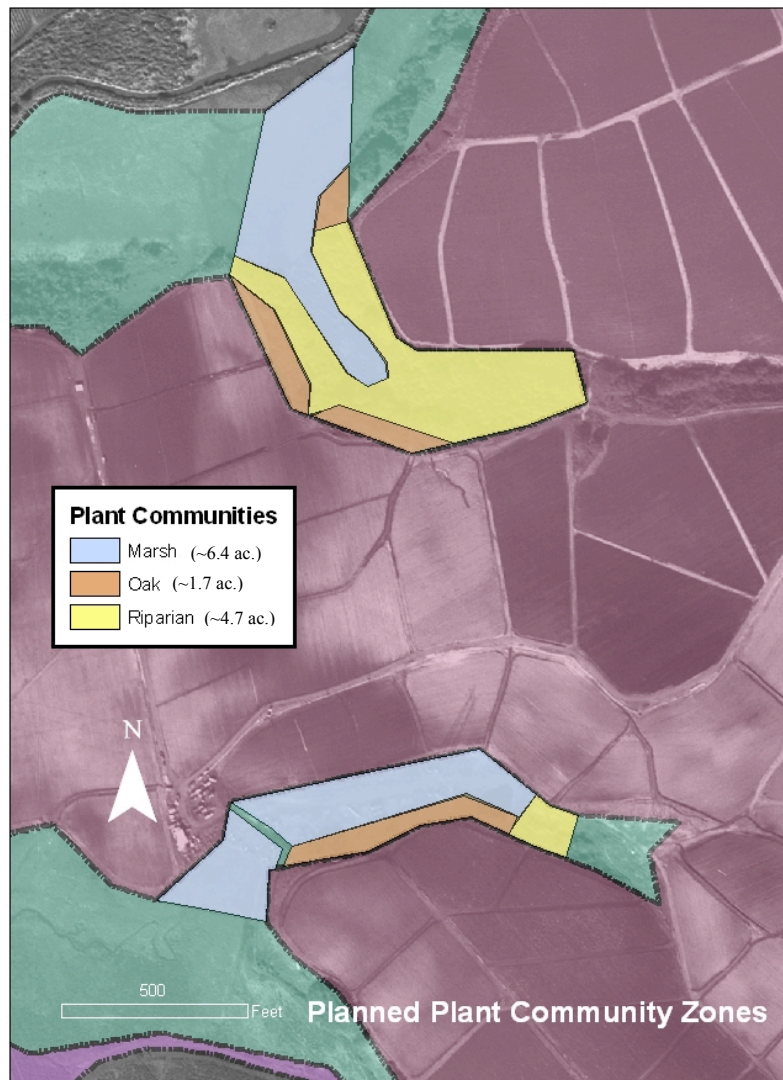 Plant Communities
Marsh (~6.4 ac.)
Oak (~1.7 ac.)
Riparian (~4.7 ac.)
N
500
Feet
Planned Plant Community Zones